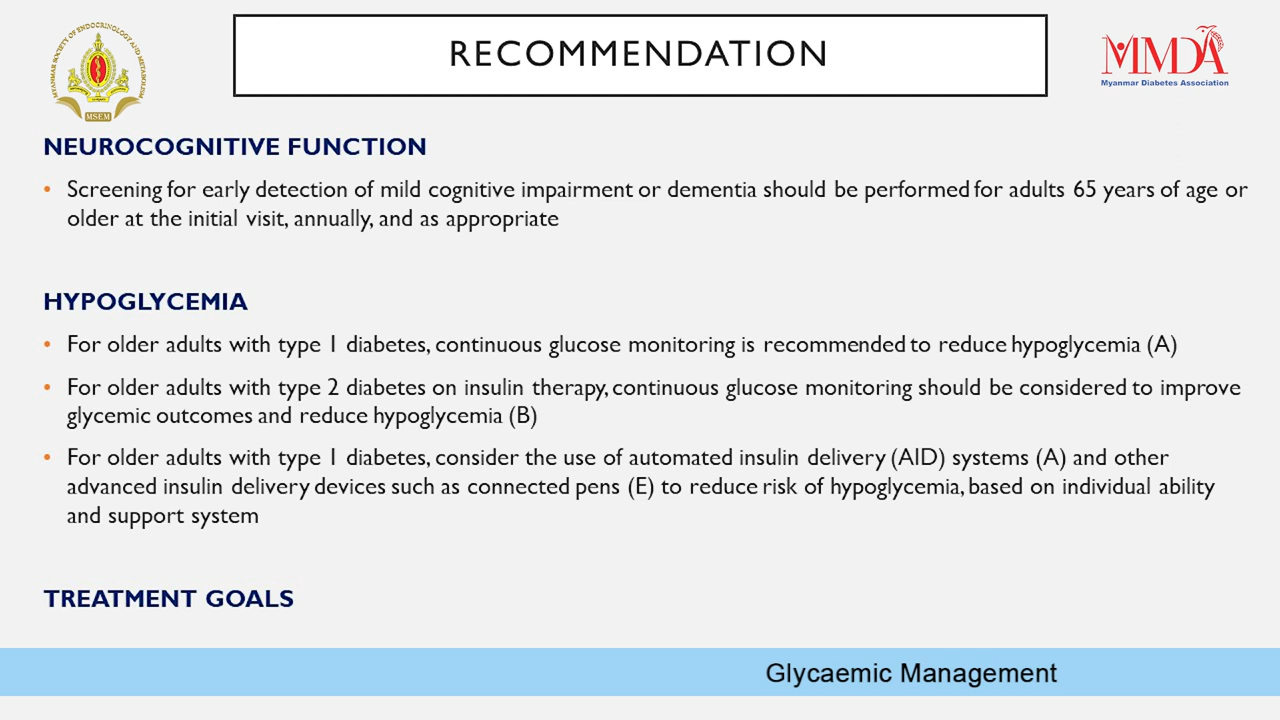 MYANMAR SOCIETY OF ENDOCRINOLOGY AND METABOLISM
MSEM
RECOMMENDATION
MMDA
Myanmar Diabetes Association
NEUROCOGNITIVE FUNCTION
• Screening for early detection of mild cognitive impairment or dementia should be performed for adults 65 years of age or
older at the initial visit, annually, and as appropriate
HYPOGLYCEMIA
• For older adults with type 1 diabetes, continuous glucose monitoring is recommended to reduce hypoglycemia (A)
• For older adults with type 2 diabetes on insulin therapy, continuous glucose monitoring should be considered to improve
glycemic outcomes and reduce hypoglycemia (B)
• For older adults with type 1 diabetes, consider the use of automated insulin delivery (AID) systems (A) and other
advanced insulin delivery devices such as connected pens (E) to reduce risk of hypoglycemia, based on individual ability
and support system
TREATMENT GOALS
Glycaemic Management